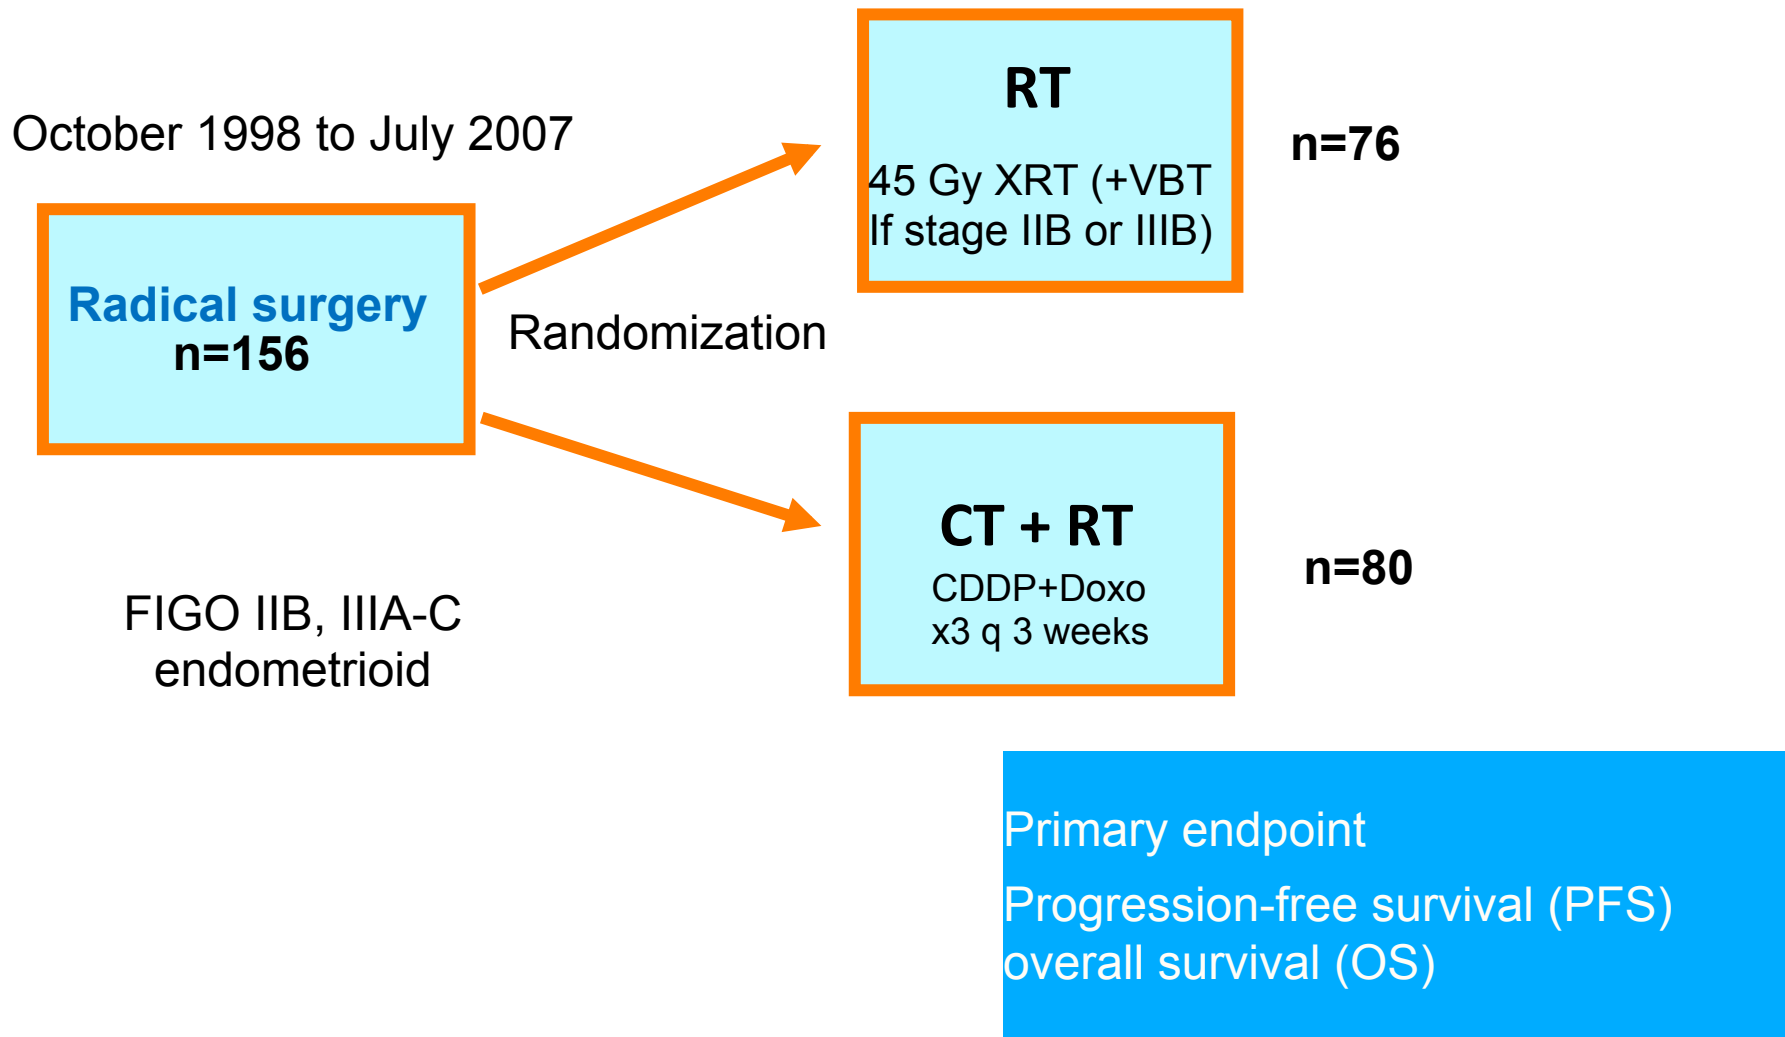 October 1998 to July 2007
Radical surgery
n=156
FIGO IIB, IIIA-C
endometrioid
Randomization
RT
45 Gy XRT (+VBT
If stage IIB or IIIB)
n=76
CT + RT
CDDP+Doxo
x3 q 3 weeks
n=80
Primary endpoint
Progression-free survival (PFS)
overall survival (OS)